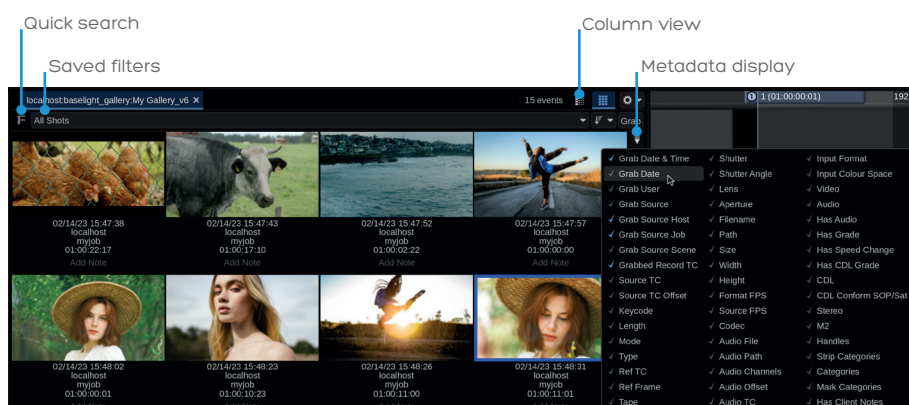 Quick search
Column view
Saved filters
Metadata display
localhost:baselight_gallery:My Gallery_v6 ×
15 events
1 (01:00:00:01)
192
All Shots
Grab
02/14/23 15:47:38
localhost
myjob
01:00:22:17
Add Note
02/14/23 15:47:43
localhost
myjob
01:00:17:10
Add Note
02/14/23 15:47:52
localhost
myjob
01:00:02:22
Add Note
02/14/23 15:47:57
localhost
myjob
01:00:00:00
Add Note
02/14/23 15:48:02
localhost
myjob
01:00:00:01
02/14/23 15:48:23
localhost
myjob
01:00:10:23
02/14/23 15:48:26
localhost
myjob
01:00:11:00
02/14/23 15:48:31
localhost
myjob
01:00:11:01
Grab Date & Time
Grab Date
Grab User
Grab Source
Grab Source Host
Grab Source Job
Grab Source Scene
Grabbed Record TC
Source TC
Source TC Offset
Keycode
Length
Mode
Type
Ref TC
Ref Frame
Tape
Shutter
Shutter Angle
Lens
Aperture
Filename
Path
Size
Width
Height
Format FPS
Source FPS
Codec
Audio File
Audio Path
Audio Channels
Audio Offset
Audio TC
Input Format
Input Colour Space
Video
Audio
Has Audio
Has Grade
Has Speed Change
Has CDL Grade
CDL
CDL Conform SOP/Sat
Stereo
M2
Handles
Strip Categories
Categories
Mark Categories
Has Client Notes